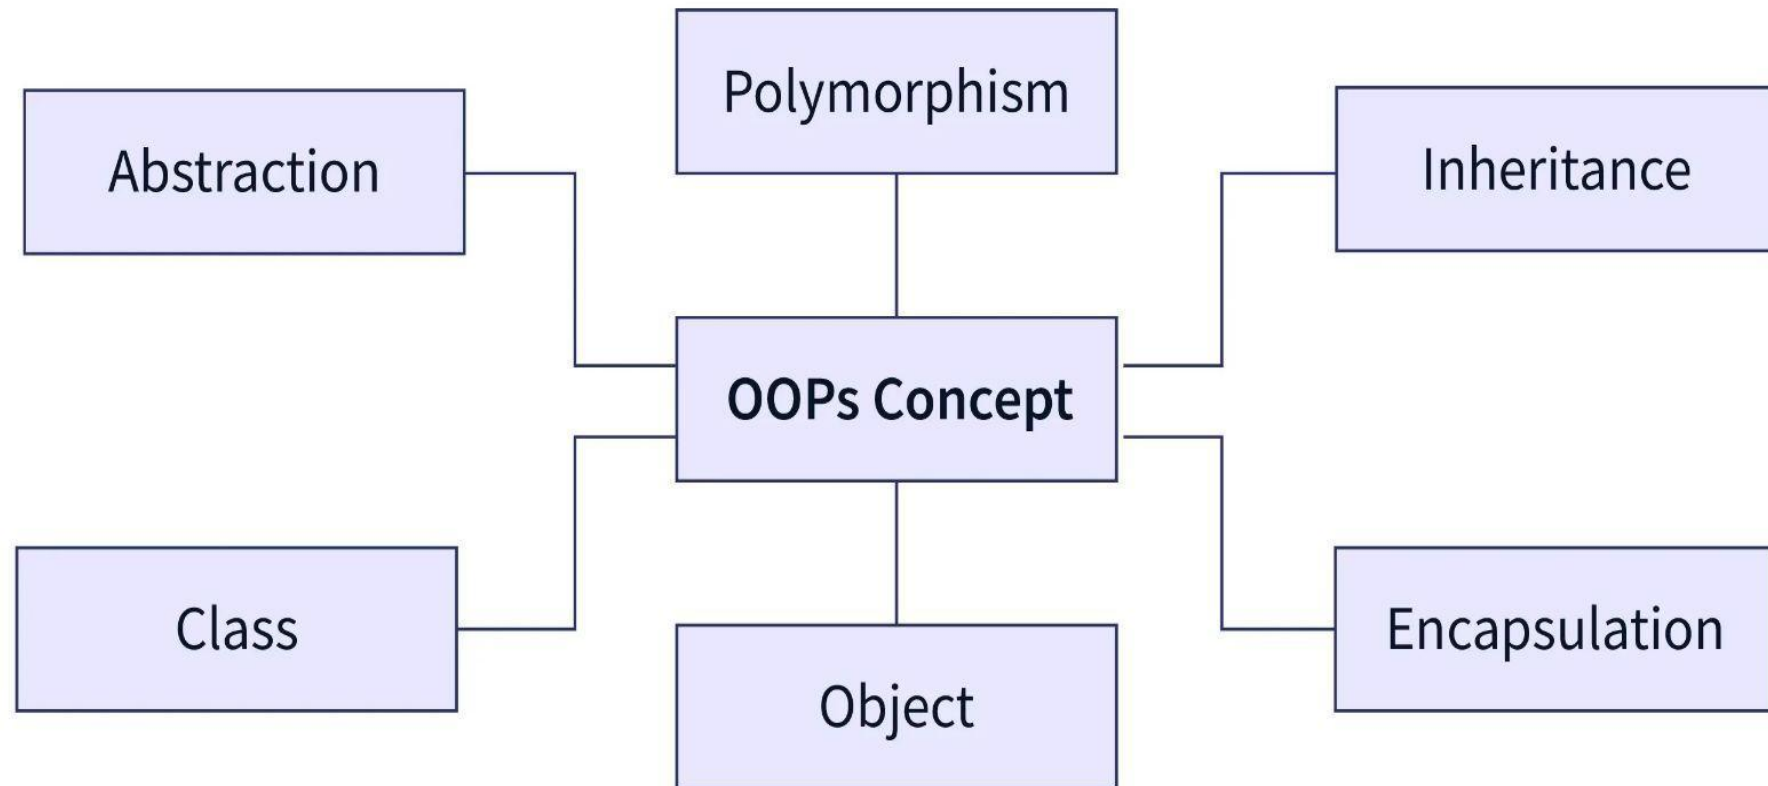 Polymorphism
Abstraction
Inheritance
OOPs Concept
Class
Encapsulation
Object